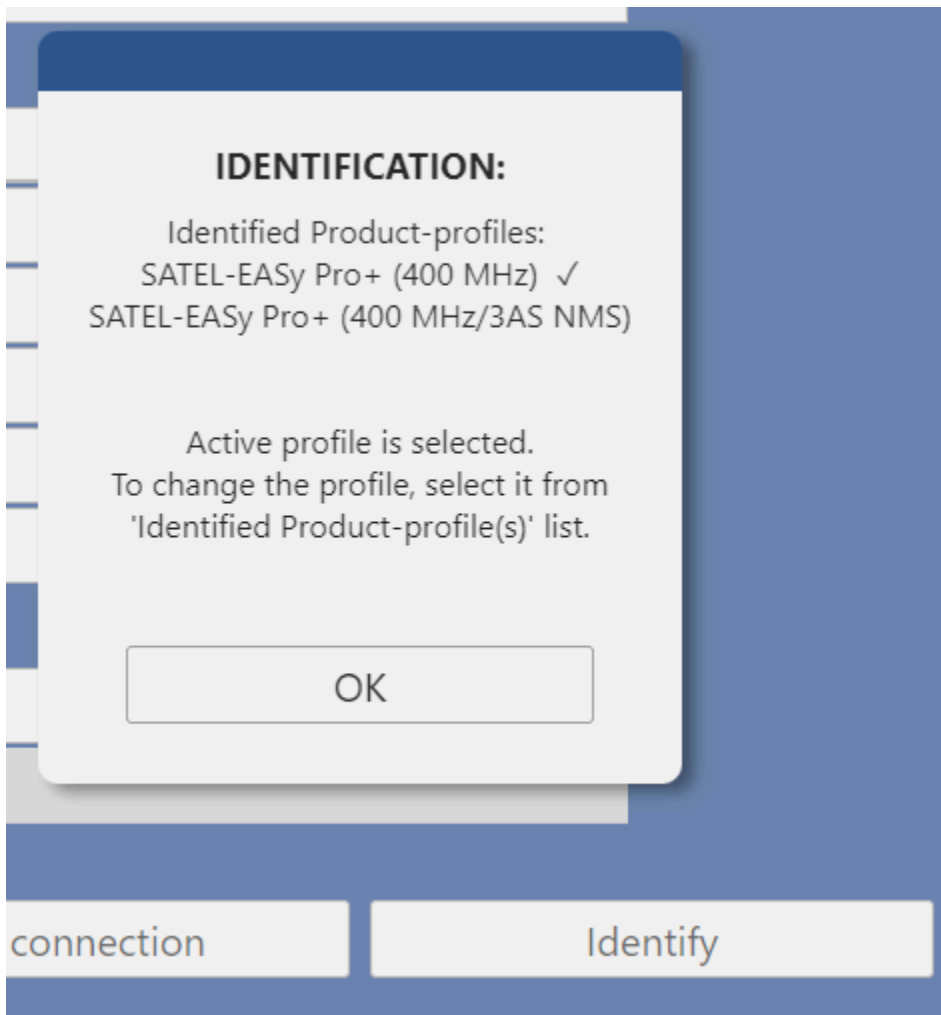 IDENTIFICATION:
Identified Product-profiles:
SATEL-EASy Pro+ (400 MHz) ✓
SATEL-EASy Pro+ (400 MHz/3AS NMS)
Active profile is selected.
To change the profile, select it from
'Identified Product-profile(s)' list.
OK
connection
Identify